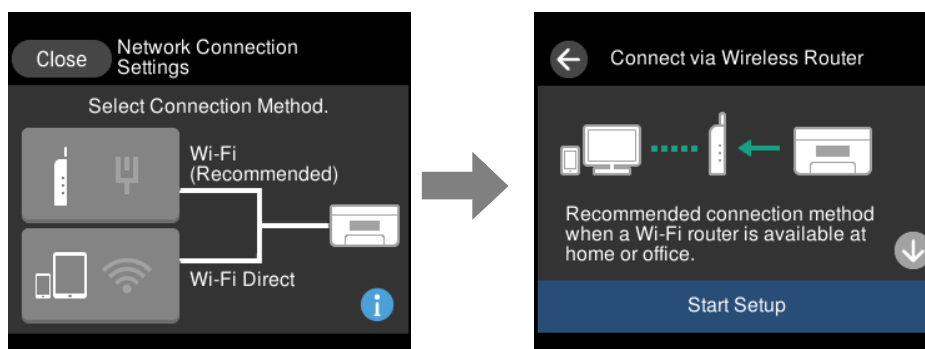 Close
Network Connection
Settings
Select Connection Method.
Wi-Fi
(Recommended)
Wi-Fi Direct
i
Connect via Wireless Router
Recommended connection method
when a Wi-Fi router is available at
home or office.
Start Setup